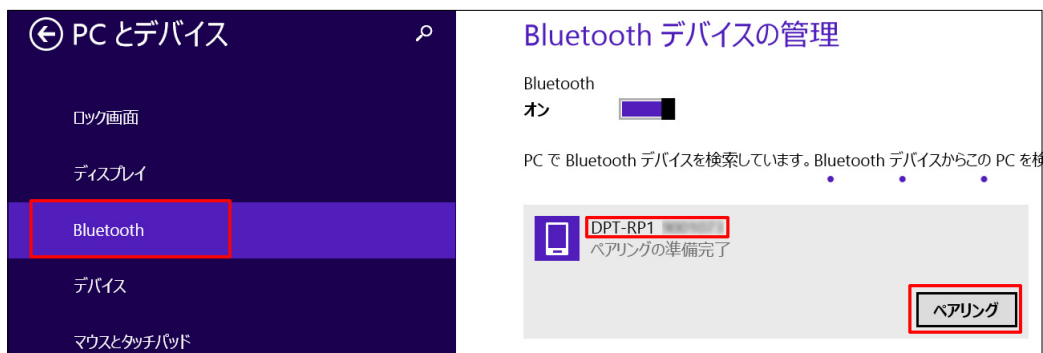 PC とデバイス
ロック画面
ディスプレイ
Bluetooth
デバイス
マウスとタッチパッド
Bluetooth デバイスの管理
Bluetooth
オン
PC で Bluetooth デバイスを検索しています。Bluetooth デバイスからこの PC を検
DPT-RP1
ペアリングの準備完了
ペアリング